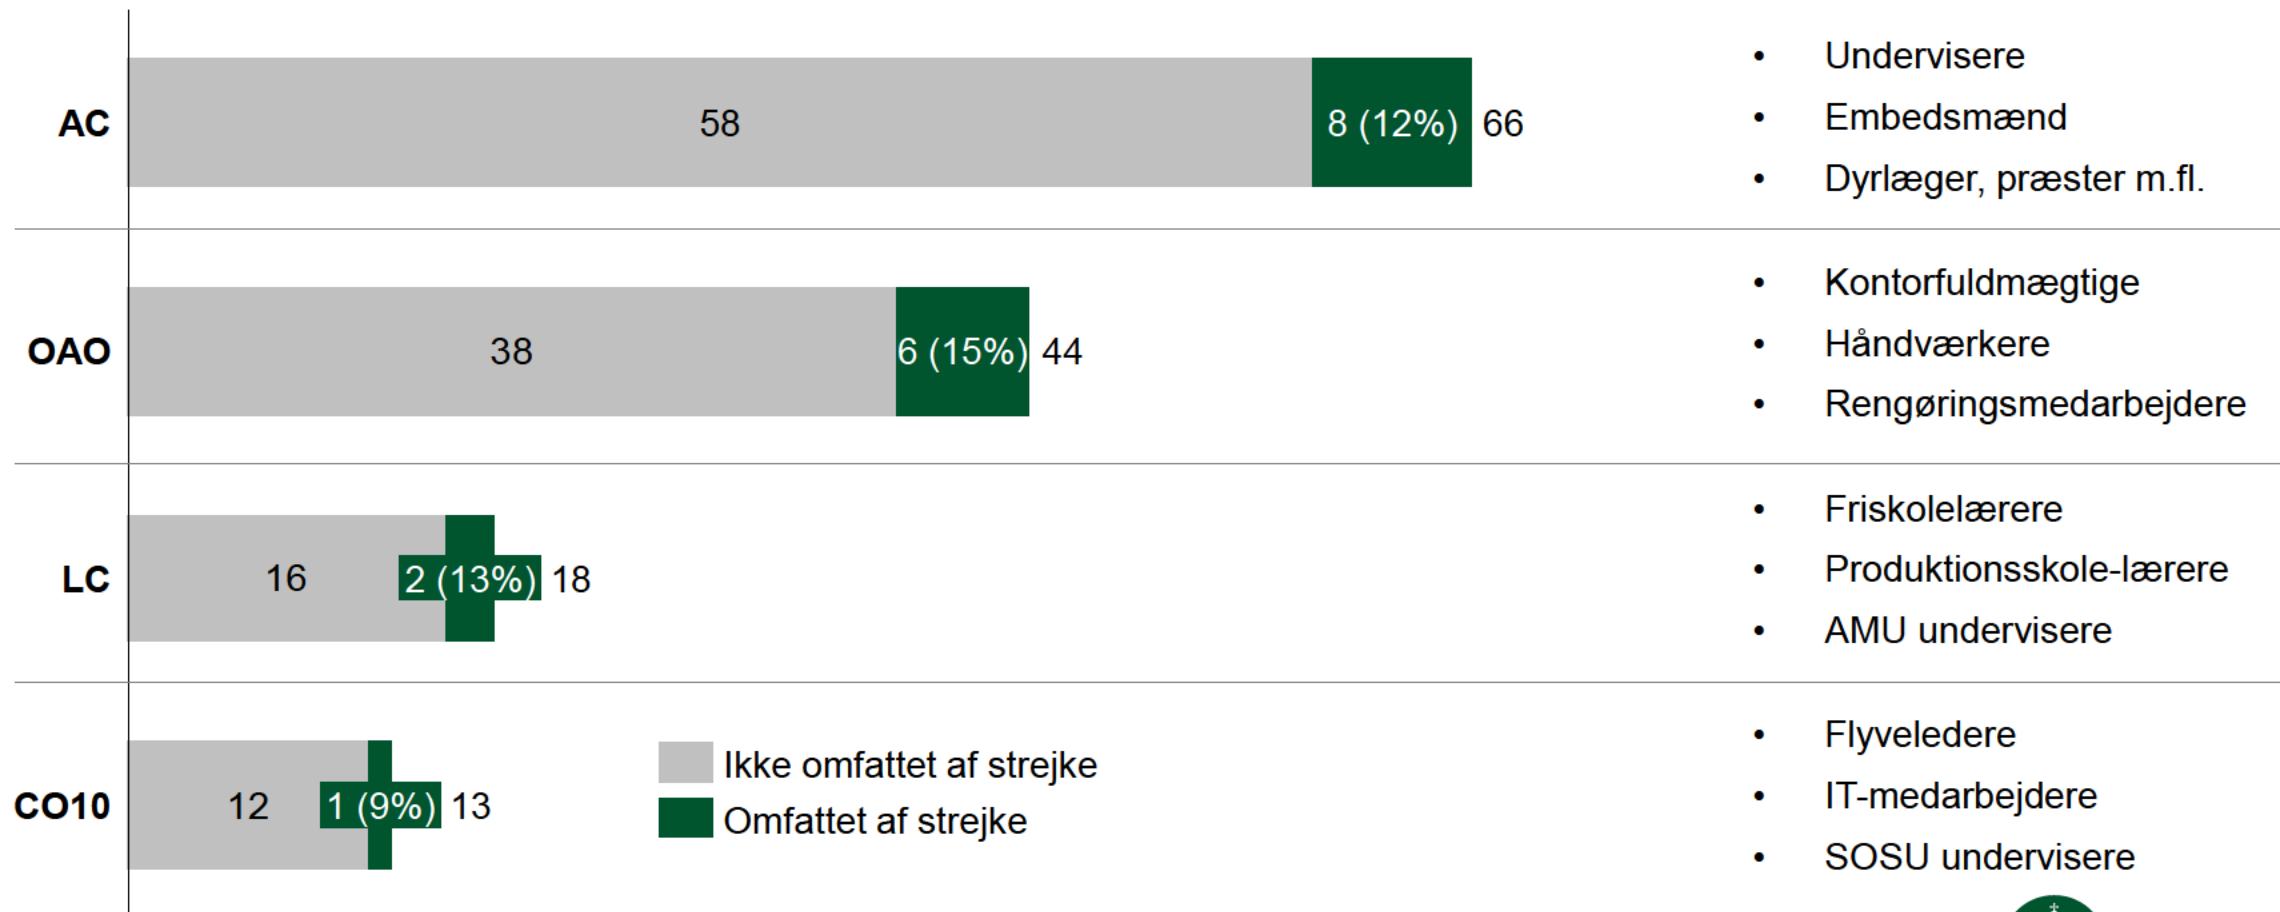 AC 58 8 (12%) 66
• Undervisere
• Embedsmænd
• Dyrlæger, præster m.fl.
OAO 38 6 (15%) 44
• Kontorfuldmægtige
• Håndværkere
• Rengøringsmedarbejdere
LC 16 2 (13%) 18
• Friskolelærere
• Produktionsskole-lærere
• AMU undervisere
CO10 12 1 (9%) 13
Ikke omfattet af strejke
Omfattet af strejke
• Flyveledere
• IT-medarbejdere
• SOSU undervisere